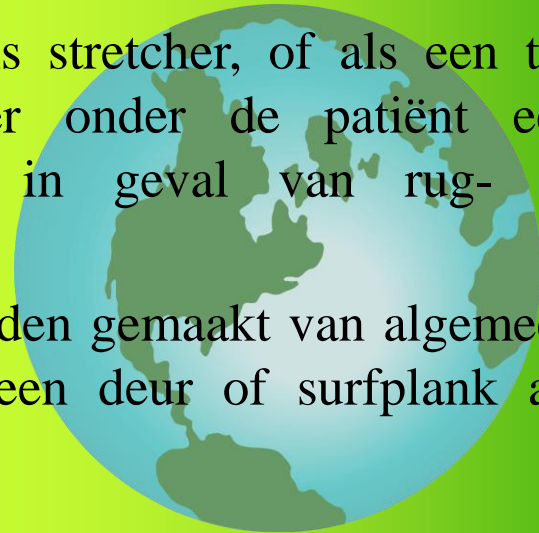 s stretcher, of als een t
er onder de patiënt e
in geval van rug-
den gemaakt van algeme
een deur of surfplank a